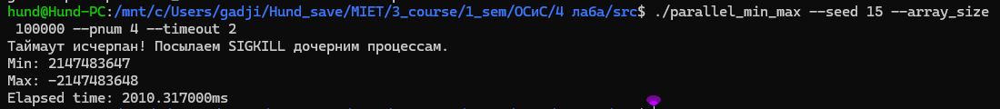 hund@Hund-PC:/mnt/c/Users/gadji/Hund_save/MIET/3_course/1_sem/ОСиС/4 лаба/src$ ./parallel_min_max --seed 15 --array_size
100000 --pnum 4 --timeout 2
Таймаут исчерпан! Посылаем SIGKILL дочерним процессам.
Min: 2147483647
Max: -2147483648
Elapsed time: 2010.317000ms